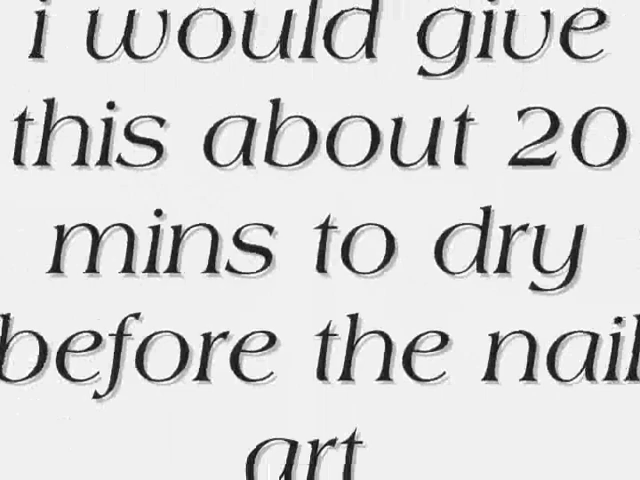 i would give
this about 20
mins to dry
before the nail
art